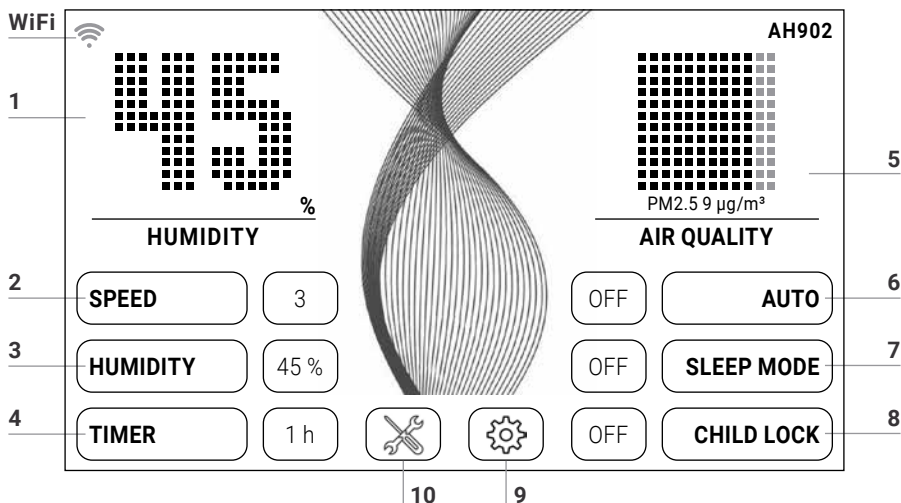 WiFi
AH902
1
45
%
HUMIDITY
5
PM2.5 9 µg/m³
AIR QUALITY
2
SPEED
3
OFF
AUTO
6
3
HUMIDITY
45 %
OFF
SLEEP MODE
7
4
TIMER
1 h
OFF
CHILD LOCK
8
10
9